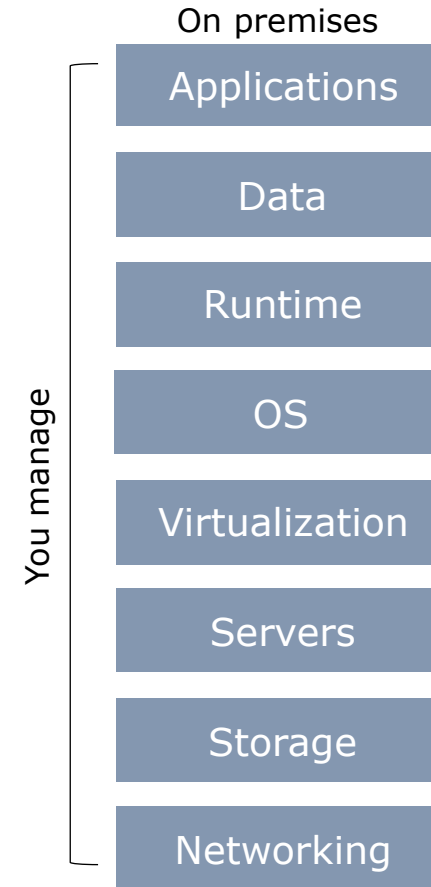 On premises
Applications
Data
Runtime
OS
You manage
Virtualization
Servers
Storage
Networking